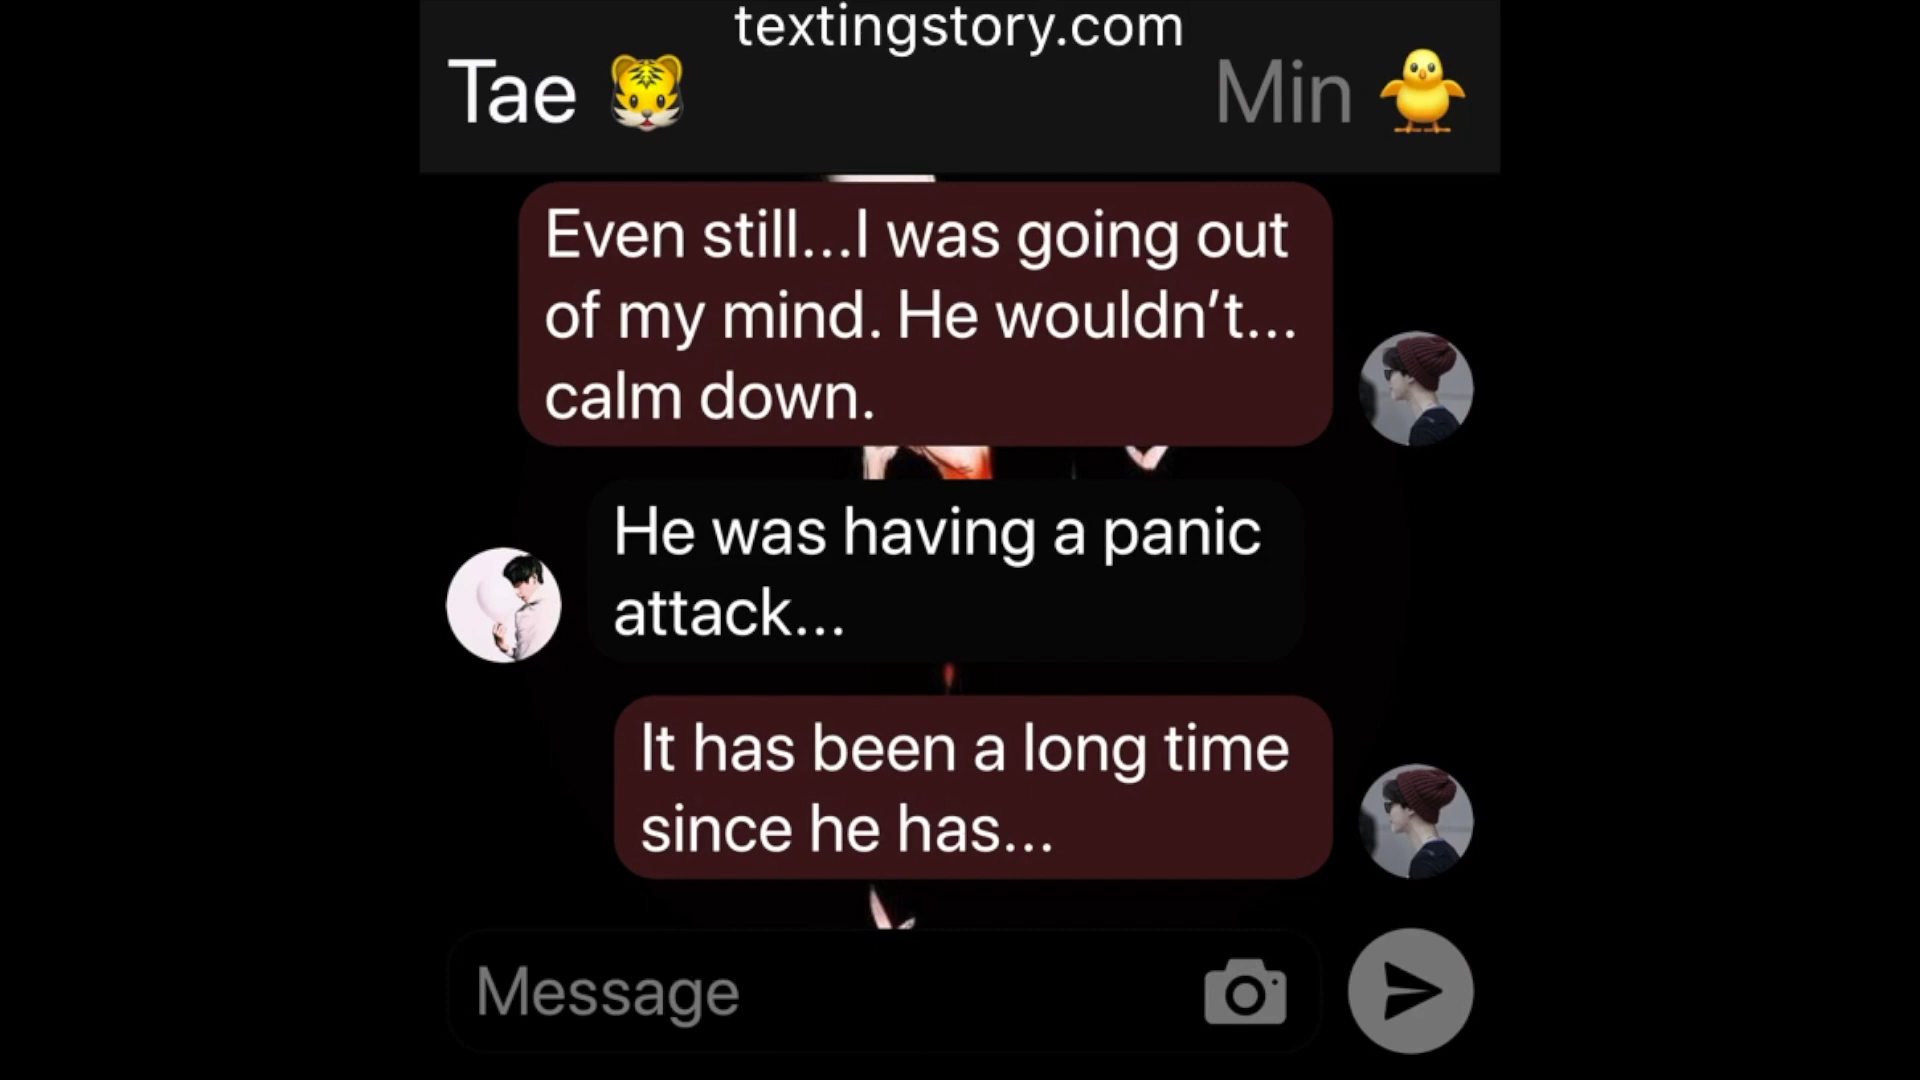 textingstory.com
Tae 🐯
Min 🐥
Even still...I was going out
of my mind. He wouldn’t...
calm down.
He was having a panic
attack...
It has been a long time
since he has...
Message